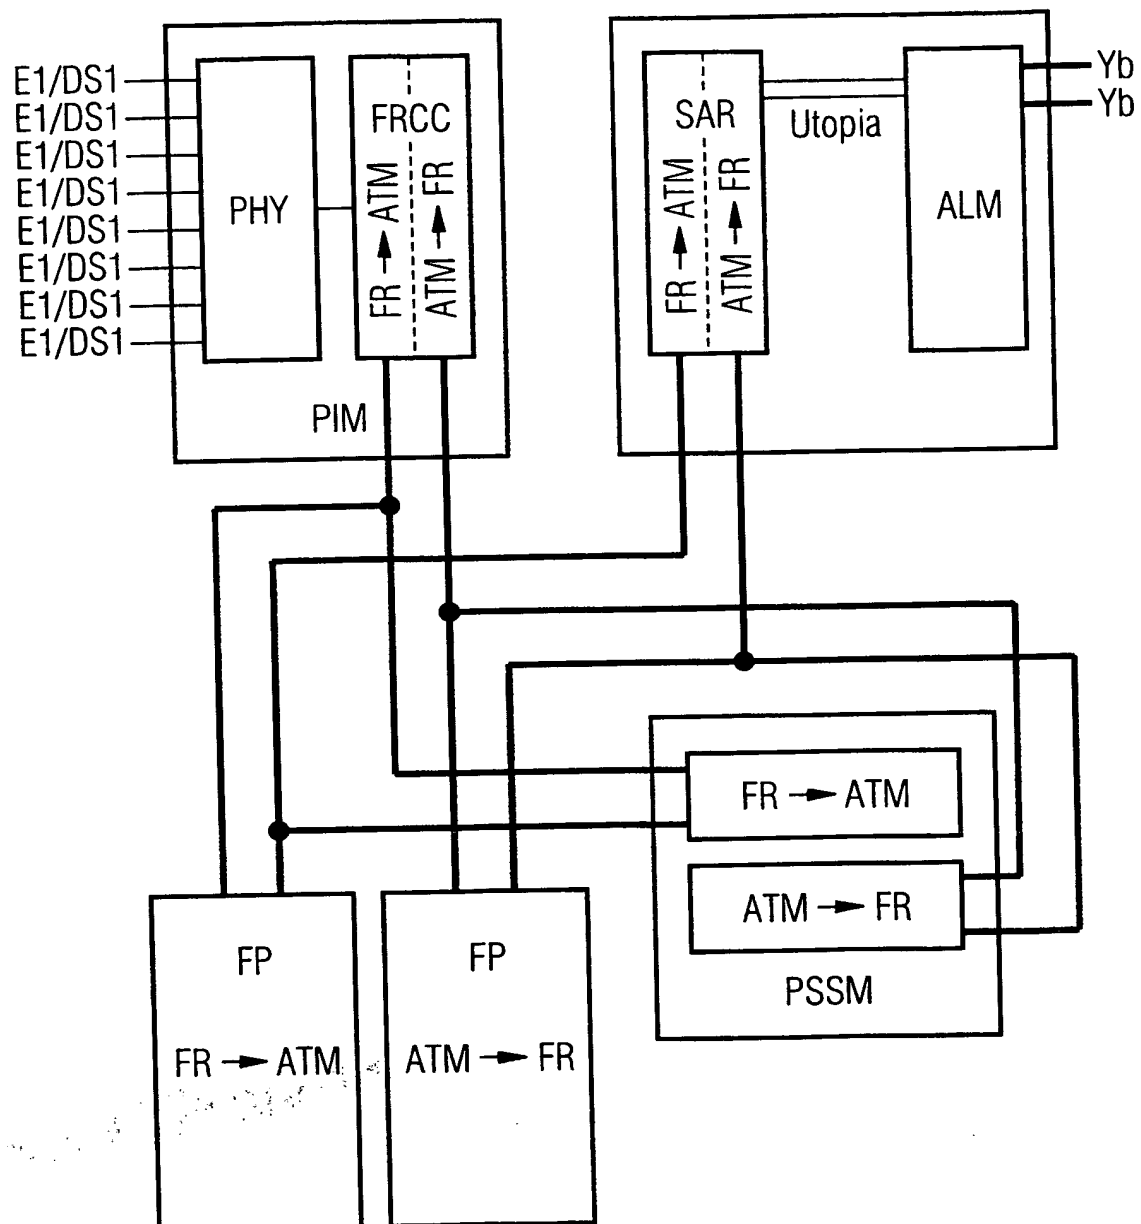 E1/DS1
E1/DS1
E1/DS1
E1/DS1
E1/DS1
E1/DS1
E1/DS1
E1/DS1
PHY
FRCC
FR → ATM
ATM → FR
PIM
SAR
FR → ATM
ATM → FR
Utopia
ALM
Yb
Yb
FR → ATM
ATM → FR
PSSM
FP
FR → ATM
FP
ATM → FR